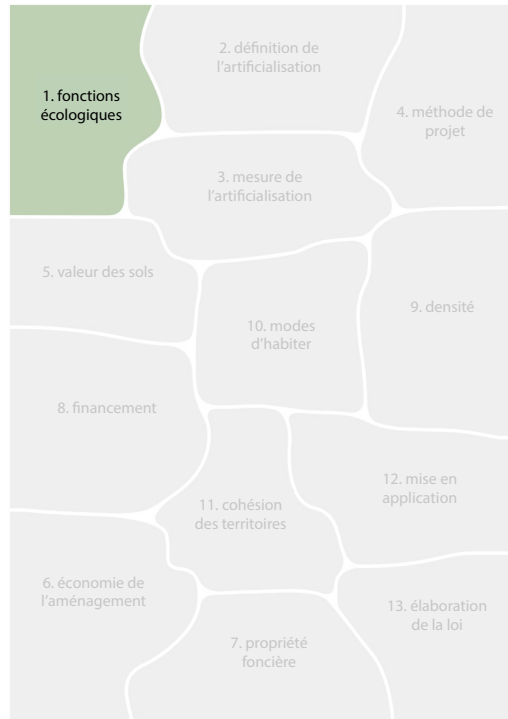 1. fonctions
écologiques
2. définition de
l'artificialisation
4. méthode de
projet
3. mesure de
l'artificialisation
5. valeur des sols
10. modes
d'habiter
9. densité
8. financement
12. mise en
application
11. cohésion
des territoires
6. économie de
l'aménagement
13. élaboration
de la loi
7. propriété
foncière